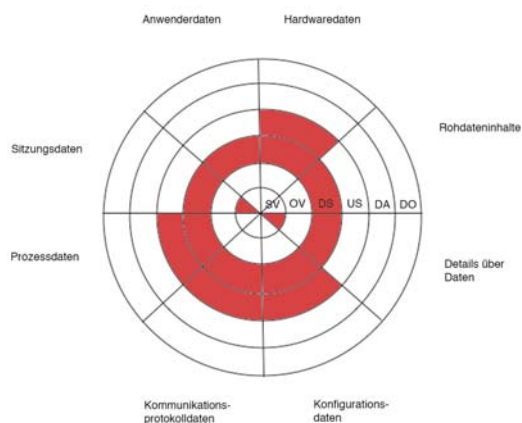 Anwenderdaten
Hardwaredaten
Rohdateninhalte
Sitzungsdaten
SV OV DS US DA DO
Prozessdaten
Details über
Daten
Kommunikations-
protokolldaten
Konfigurations-
daten